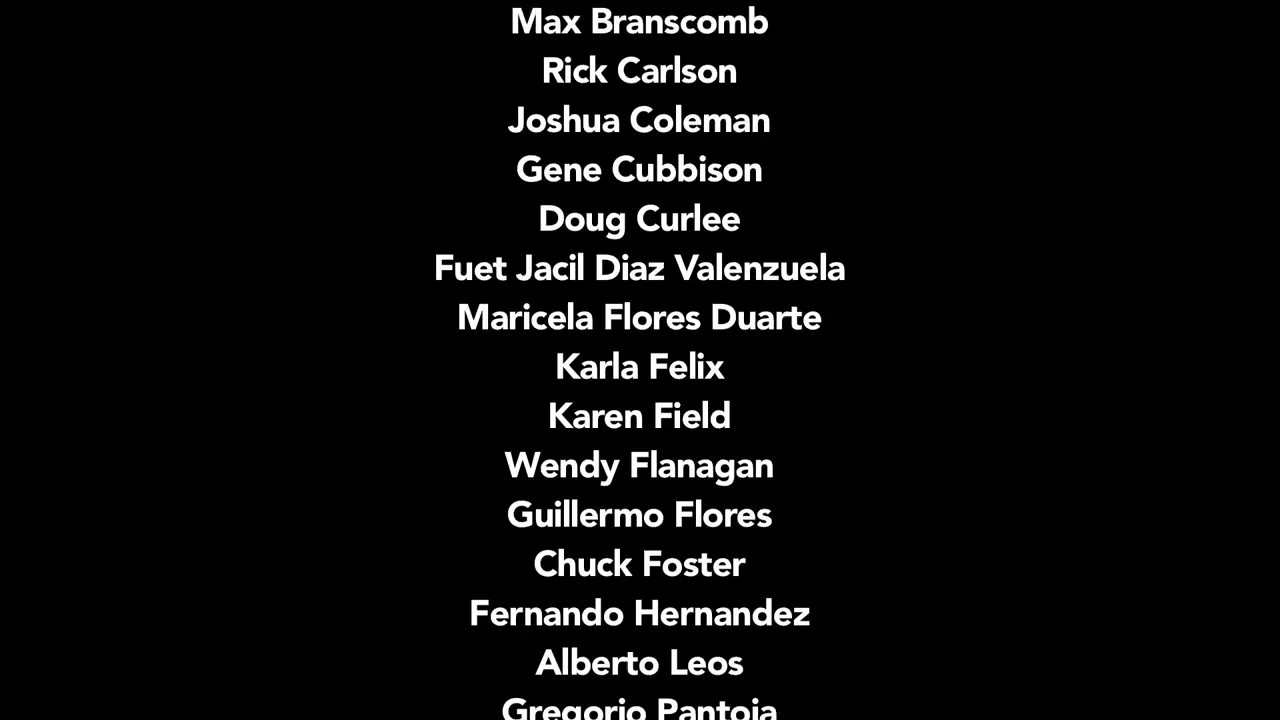 Max Branscomb
Rick Carlson
Joshua Coleman
Gene Cubbison
Doug Curlee
Fuet Jacil Diaz Valenzuela
Maricela Flores Duarte
Karla Felix
Karen Field
Wendy Flanagan
Guillermo Flores
Chuck Foster
Fernando Hernandez
Alberto Leos
Gregorio Pantoja